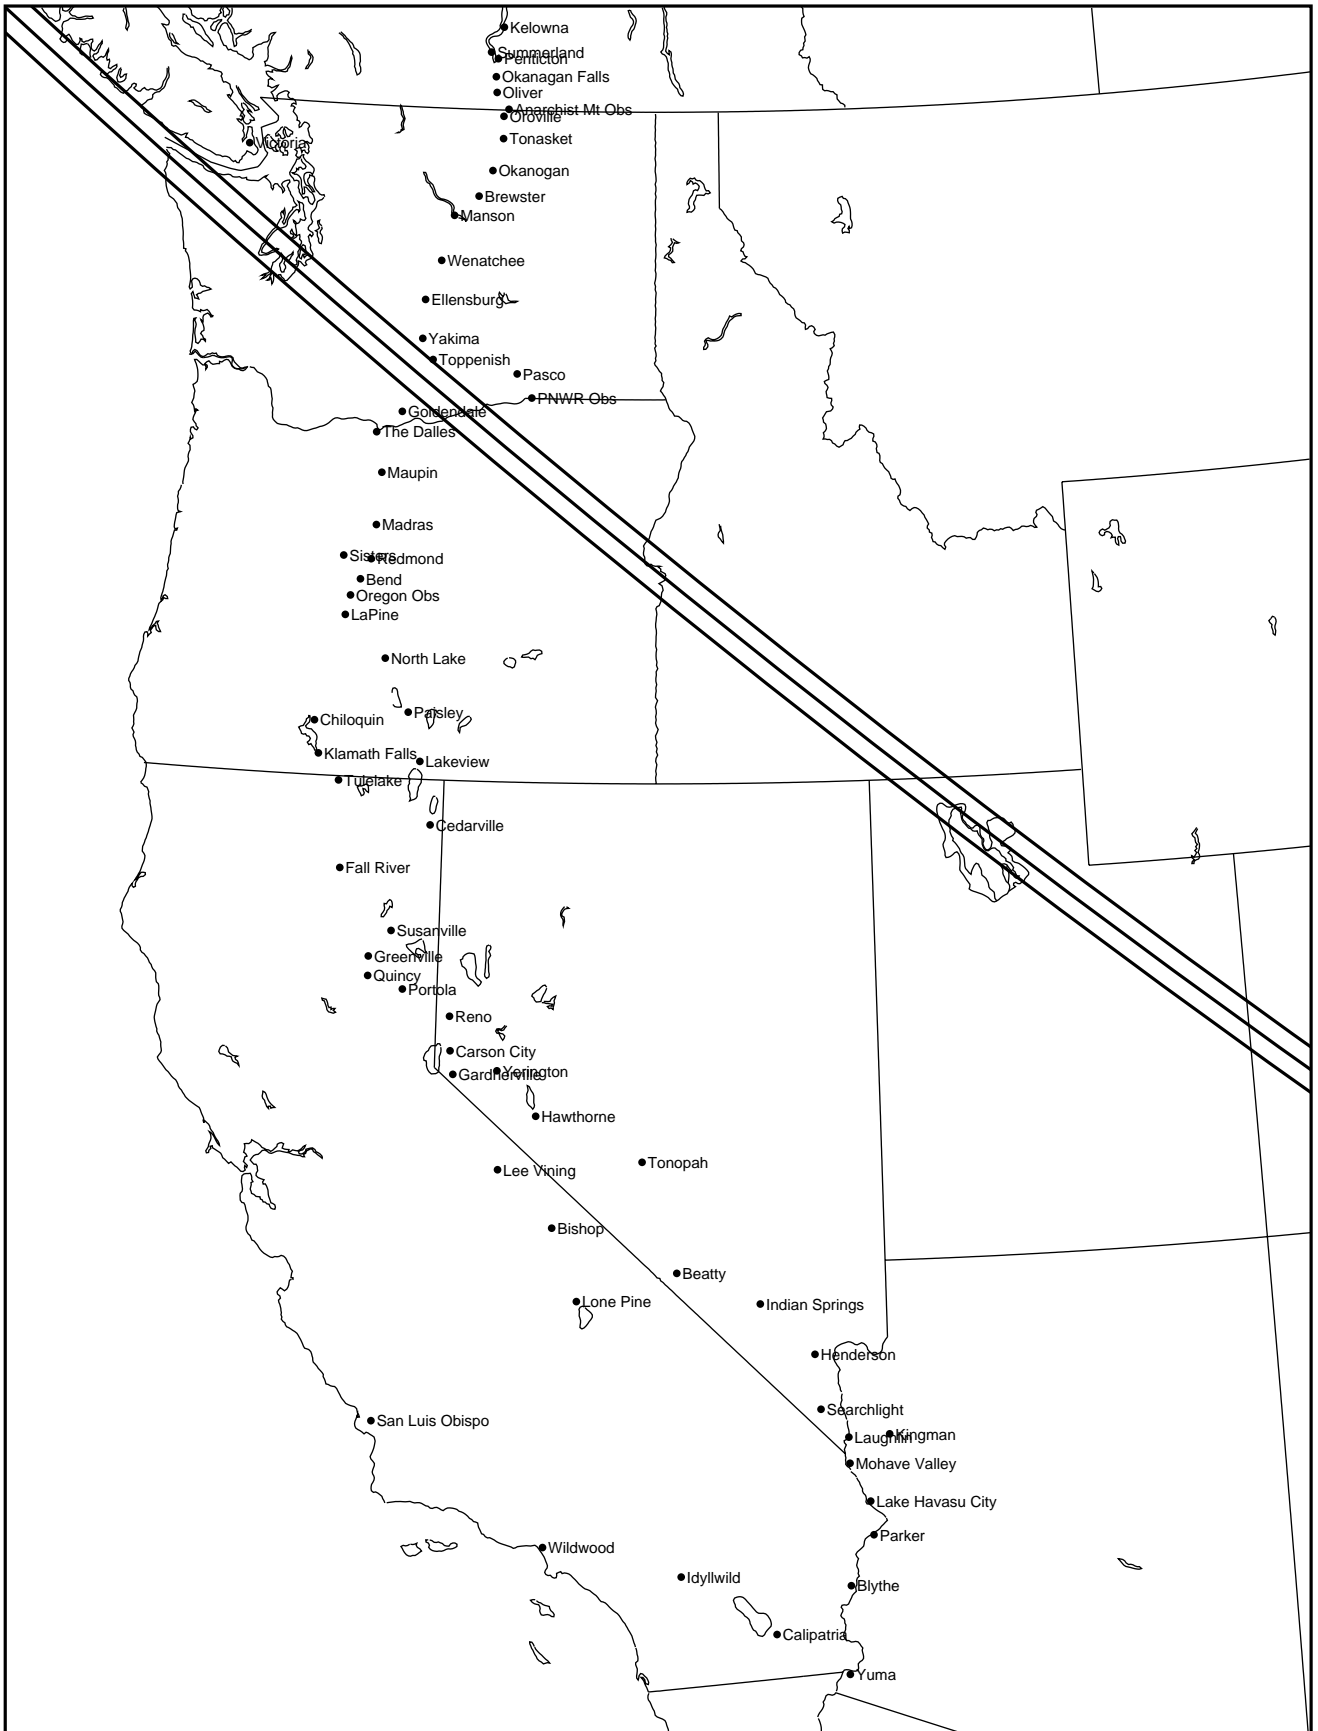 Kelowna
Summerland
Penticton
Okanagan Falls
Oliver
Anarchist Mt Obs
Oroville
Tonasket
Victoria
Okanogan
Brewster
Manson
Wenatchee
Ellensburg
Yakima
Toppenish
Pasco
PNWR Obs
Goldendale
The Dalles
Maupin
Madras
Sisters
Redmond
Bend
Oregon Obs
LaPine
North Lake
Paisley
Chiloquin
Klamath Falls
Lakeview
Tulelake
Cedarville
Fall River
Susanville
Greenville
Quincy
Portola
Reno
Carson City
Yerington
Gardnerville
Hawthorne
Tonopah
Lee Vining
Bishop
Beatty
Lone Pine
Indian Springs
Henderson
Searchlight
San Luis Obispo
Kingman
Laughlin
Mohave Valley
Lake Havasu City
Parker
Wildwood
Idyllwild
Blythe
Calipatria
Yuma